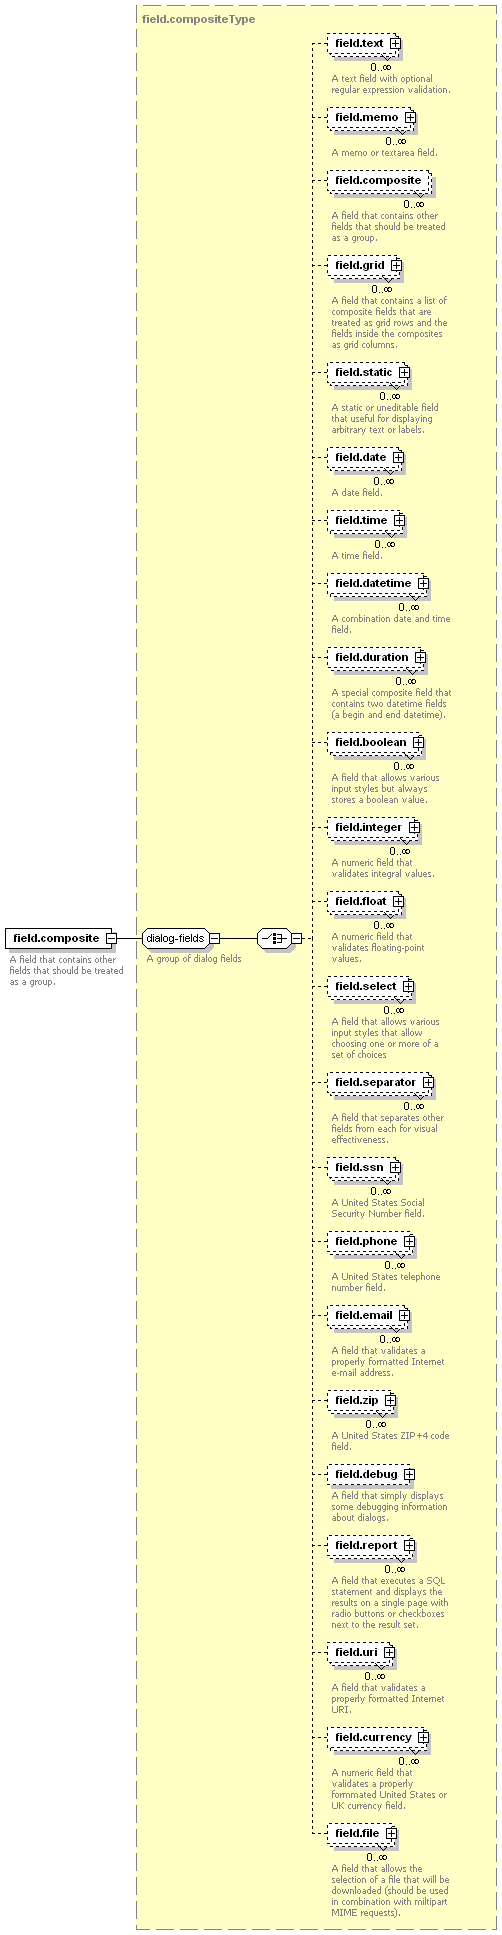 field.compositeType
field.text
0..∞
A text field with optional
regular expression validation.
field.memo
0..∞
A memo or textarea field.
field.composite
0..∞
A field that contains other
fields that should be treated
as a group.
field.grid
0..∞
A field that contains a list of
composite fields that are
treated as grid rows and the
fields inside the composites
as grid columns.
field.static
0..∞
A static or uneditable field
that useful for displaying
arbitrary text or labels.
field.date
0..∞
A date field.
field.time
0..∞
A time field.
field.datetime
0..∞
A combination date and time
field.
field.duration
0..∞
A special composite field that
contains two datetime fields
(a begin and end datetime).
field.boolean
0..∞
A field that allows various
input styles but always
stores a boolean value.
field.integer
0..∞
A numeric field that
validates integral values.
field.float
0..∞
A numeric field that
validates floating-point
values.
field.composite
A field that contains other
fields that should be treated
as a group.
dialog-fields
A group of dialog fields
field.select
0..∞
A field that allows various
input styles that allow
choosing one or more of a
set of choices
field.separator
0..∞
A field that separates other
fields from each for visual
effectiveness.
field.ssn
0..∞
A United States Social
Security Number field.
field.phone
0..∞
A United States telephone
number field.
field.email
0..∞
A field that validates a
properly formatted Internet
e-mail address.
field.zip
0..∞
A United States ZIP+4 code
field.
field.debug
A field that simply displays
some debugging information
about dialogs.
field.report
0..∞
A field that executes a SQL
statement and displays the
results on a single page with
radio buttons or checkboxes
next to the result set.
field.uri
0..∞
A field that validates a
properly formatted Internet
URI.
field.currency
0..∞
A numeric field that
validates a properly
formmated United States or
UK currency field.
field.file
0..∞
A field that allows the
selection of a file that will be
downloaded (should be used
in combination with miltipart
MIME requests).